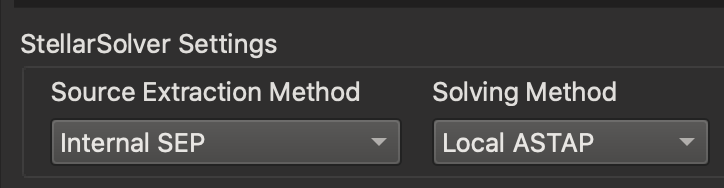 StellarSolver Settings
Source Extraction Method Solving Method
Internal SEP Local ASTAP